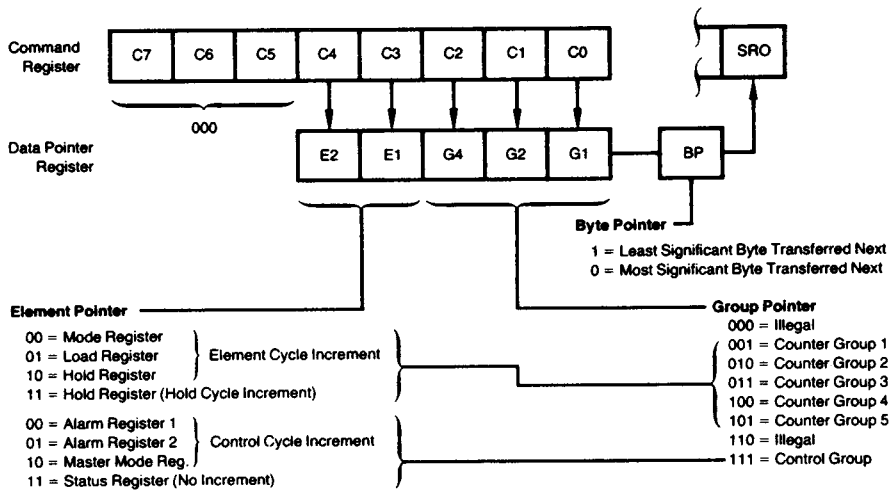 Command
Register
C7 C6 C5 C4 C3 C2 C1 C0
SRO
000
Data Pointer
Register
E2 E1 G4 G2 G1
BP
Byte Pointer
1 = Least Significant Byte Transferred Next
0 = Most Significant Byte Transferred Next
Element Pointer
00 = Mode Register
01 = Load Register
10 = Hold Register
11 = Hold Register (Hold Cycle Increment)
Element Cycle Increment
00 = Alarm Register 1
01 = Alarm Register 2
10 = Master Mode Reg.
11 = Status Register (No Increment)
Control Cycle Increment
Group Pointer
000 = Illegal
001 = Counter Group 1
010 = Counter Group 2
011 = Counter Group 3
100 = Counter Group 4
101 = Counter Group 5
110 = Illegal
111 = Control Group